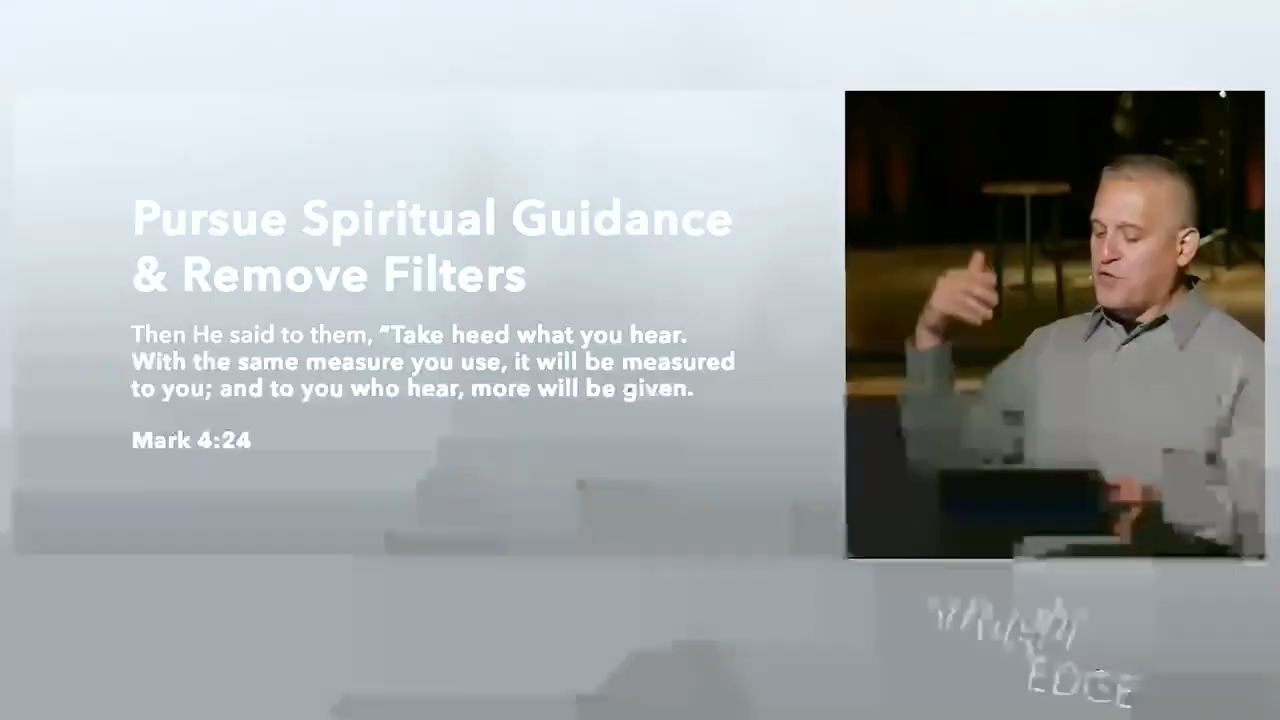 Pursue Spiritual Guidance
& Remove Filters
Then He said to them, "Take heed what you hear.
With the same measure you use, it will be measured
to you; and to you who hear, more will be given.
Mark 4:24
EDGE